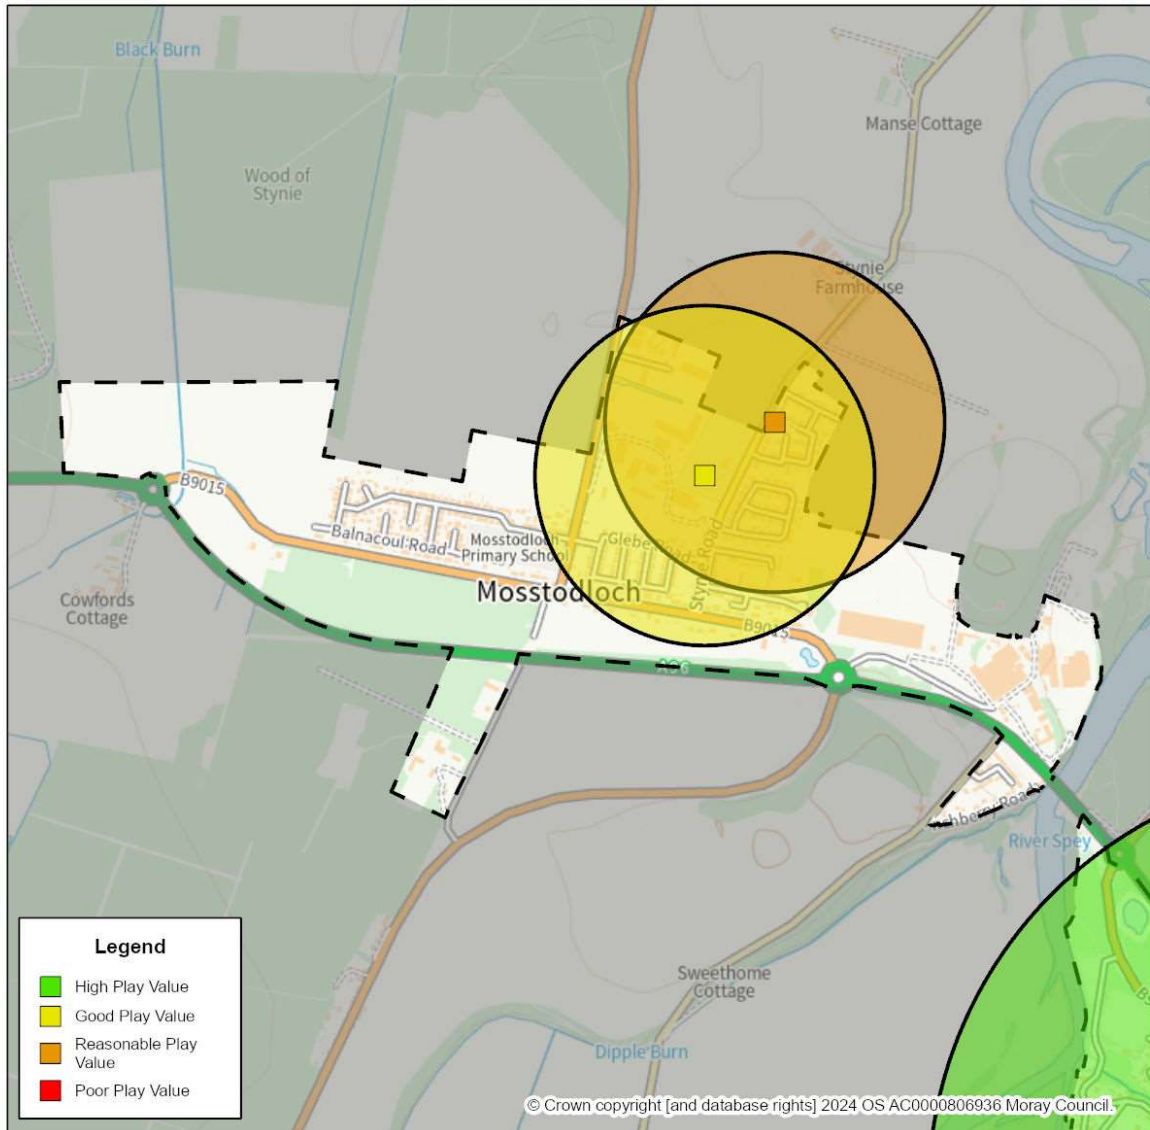 Black Burn
Manse Cottage
Wood of
Stynie
Stynie
Farmhouse
B9015
Balnacoul Road
Mosstodloch
Primary School
Glebe Road
Stynie Road
Mosstodloch
B9015
Cowfords
Cottage
A96
River Spey
Sweethome
Cottage
Dipple Burn
Legend
High Play Value
Good Play Value
Reasonable Play
Value
Poor Play Value
© Crown copyright [and database rights] 2024 OS AC0000806936 Moray Council.